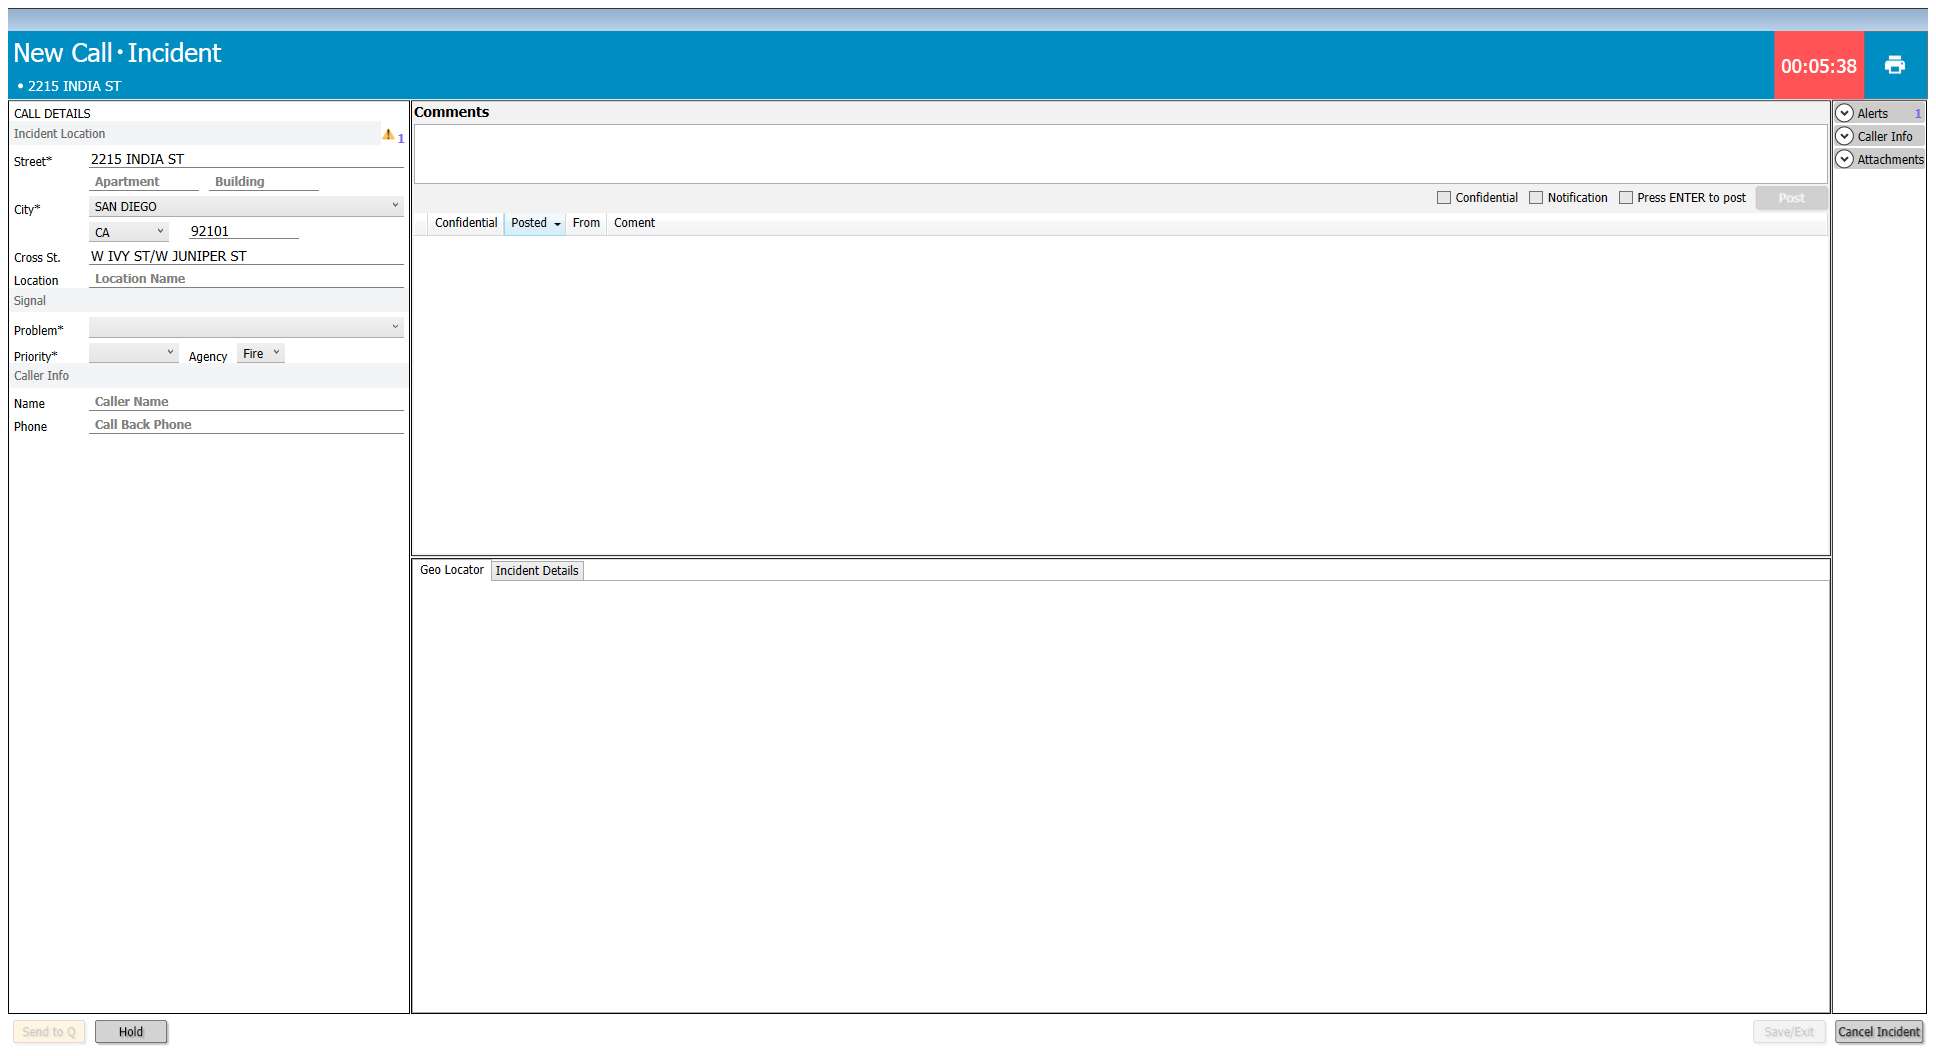 New Call • Incident
• 2215 INDIA ST
00:05:38
CALL DETAILS
Incident Location
1
Street*
2215 INDIA ST
Apartment
Building
City*
SAN DIEGO
CA
92101
Cross St.
W IVY ST/W JUNIPER ST
Location
Location Name
Signal
Problem*
Priority*
Agency
Fire
Caller Info
Name
Caller Name
Phone
Call Back Phone
Comments
Confidential
Notification
Press ENTER to post
Post
Confidential
Posted
From
Coment
Geo Locator
Incident Details
Alerts
1
Caller Info
Attachments
Send to Q
Hold
Save/Exit
Cancel Incident